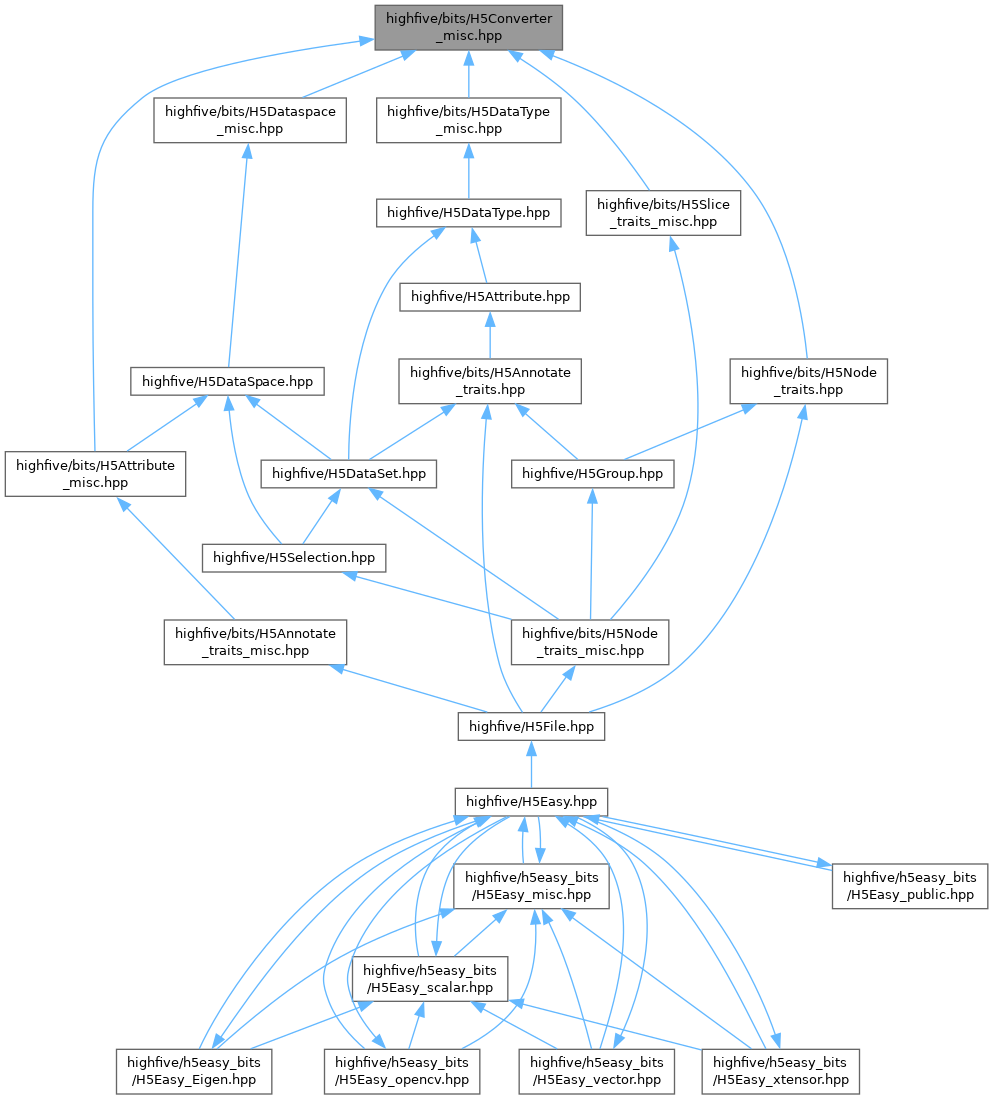 highfive/bits/H5Converter
_misc.hpp
highfive/bits/H5Dataspace
_misc.hpp
highfive/bits/H5DataType
_misc.hpp
highfive/bits/H5Slice
_traits_misc.hpp
highfive/H5DataType.hpp
highfive/H5Attribute.hpp
highfive/H5DataSpace.hpp
highfive/bits/H5Annotate
_traits.hpp
highfive/bits/H5Node
_traits.hpp
highfive/bits/H5Attribute
_misc.hpp
highfive/H5DataSet.hpp
highfive/H5Group.hpp
highfive/H5Selection.hpp
highfive/bits/H5Annotate
_traits_misc.hpp
highfive/bits/H5Node
_traits_misc.hpp
highfive/H5File.hpp
highfive/H5Easy.hpp
highfive/h5easy_bits
/H5Easy_misc.hpp
highfive/h5easy_bits
/H5Easy_public.hpp
highfive/h5easy_bits
/H5Easy_scalar.hpp
highfive/h5easy_bits
/H5Easy_Eigen.hpp
highfive/h5easy_bits
/H5Easy_opencv.hpp
highfive/h5easy_bits
/H5Easy_vector.hpp
highfive/h5easy_bits
/H5Easy_xtensor.hpp